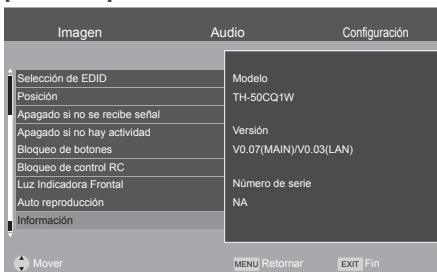 Imagen
Audio
Configuración
Selección de EDID
Posición
Apagado si no se recibe señal
Apagado si no hay actividad
Bloqueo de botones
Bloqueo de control RC
Luz Indicadora Frontal
Auto reproducción
Información
Modelo
TH-50CQ1W
Versión
V0.07(MAIN)/V0.03(LAN)
Número de serie
NA
Mover
MENU Retornar
EXIT Fin